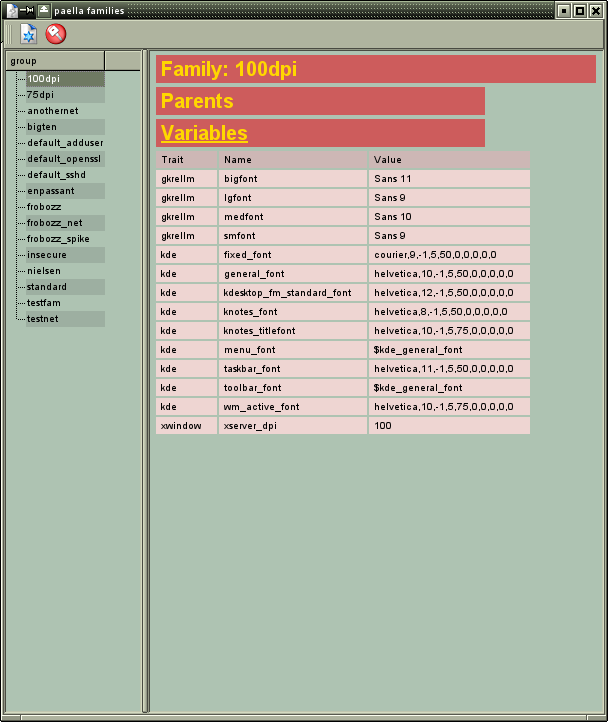 paella families
group
100dpi
75dpi
anothernet
bigten
default_adduser
default_openssl
default_sshd
enpassant
frobozz
frobozz_net
frobozz_spike
insecure
nielsen
standard
testfam
testnet
Family: 100dpi
Parents
Variables
Trait Name Value
gkrellm bigfont Sans 11
gkrellm lgfont Sans 9
gkrellm medfont Sans 10
gkrellm smfont Sans 9
kde fixed_font courier,9,-1,5,50,0,0,0,0,0
kde general_font helvetica,10,-1,5,50,0,0,0,0,0
kde kdesktop_fm_standard_font helvetica,12,-1,5,50,0,0,0,0,0
kde knotes_font helvetica,8,-1,5,50,0,0,0,0,0
kde knotes_titlefont helvetica,10,-1,5,75,0,0,0,0,0
kde menu_font $kde_general_font
kde taskbar_font helvetica,11,-1,5,50,0,0,0,0,0
kde toolbar_font $kde_general_font
kde wm_active_font helvetica,10,-1,5,75,0,0,0,0,0
xwindow xserver_dpi 100